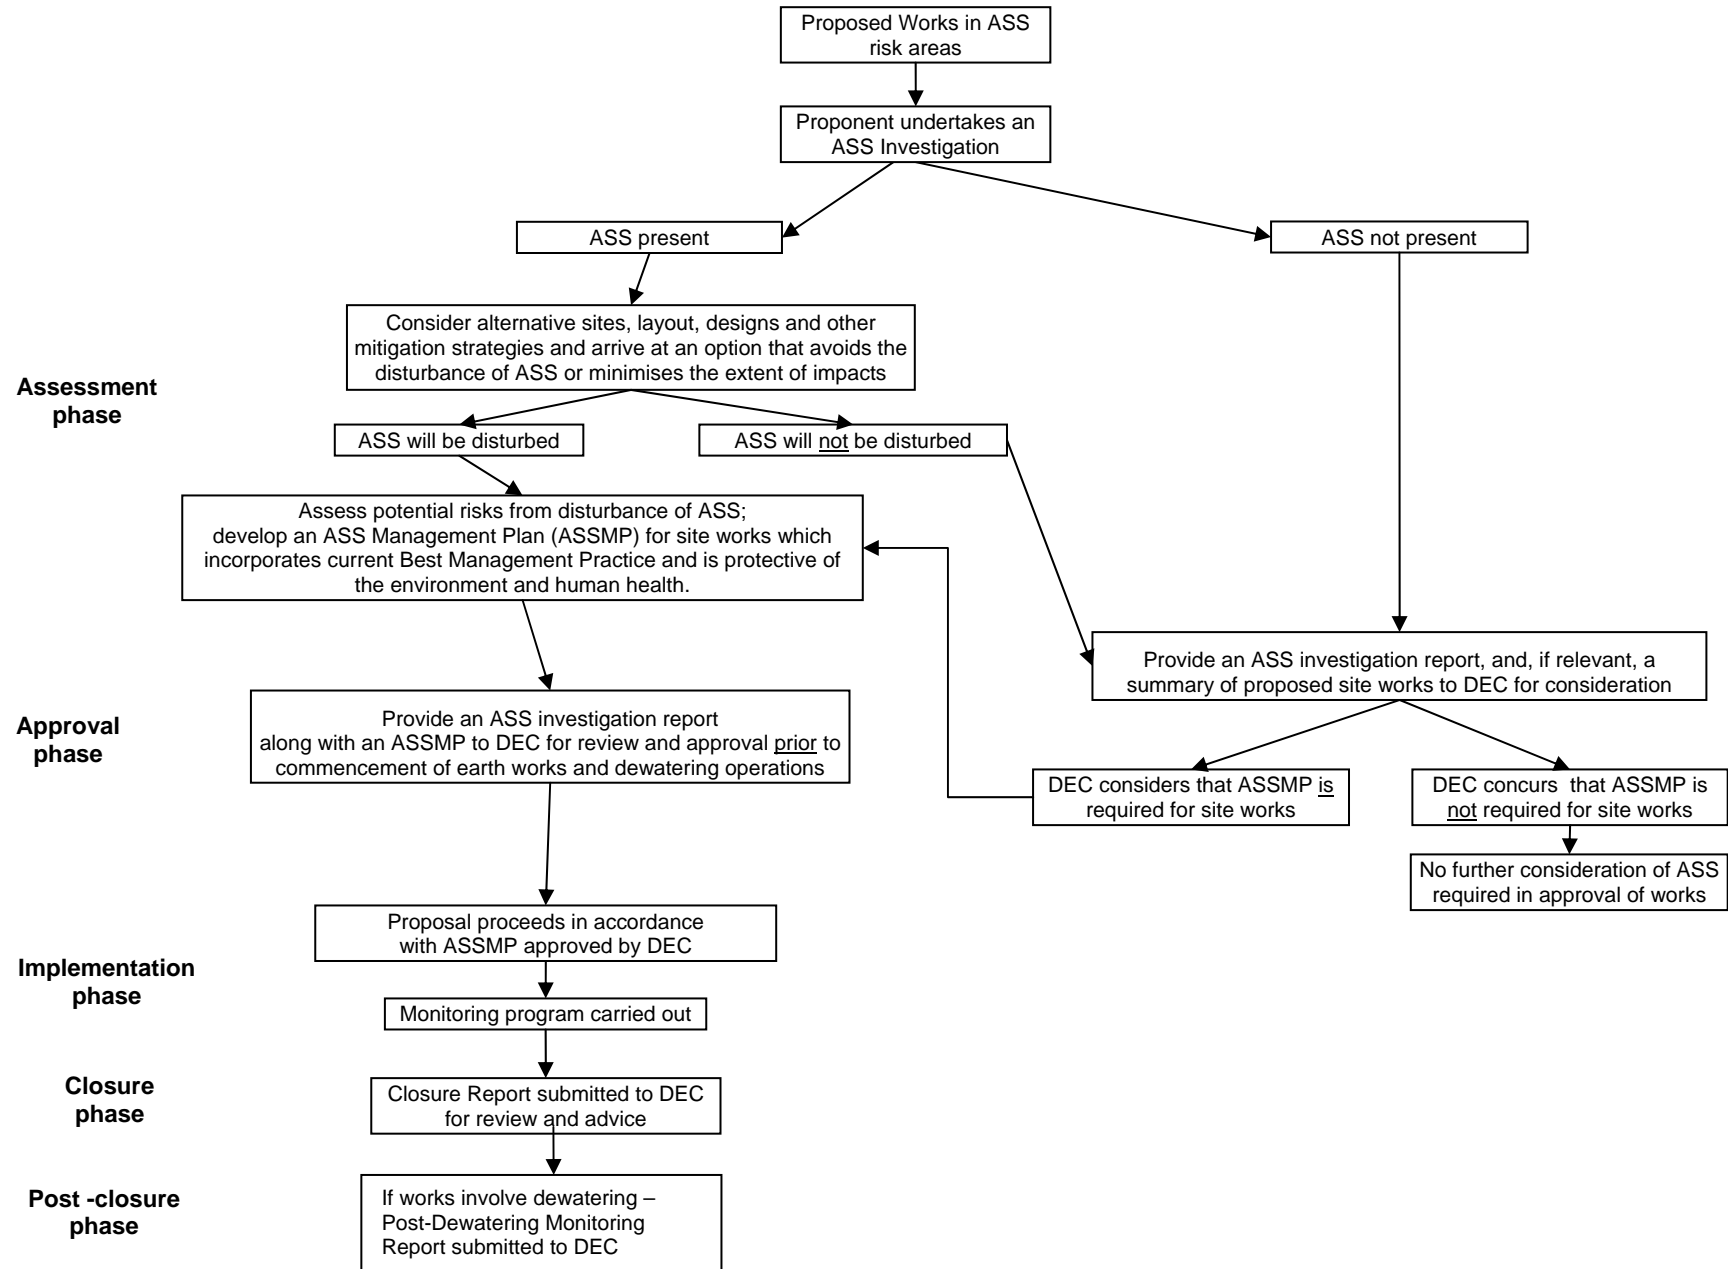 Proposed Works in ASS
risk areas
Proponent undertakes an
ASS Investigation
ASS present
ASS not present
Consider alternative sites, layout, designs and other
mitigation strategies and arrive at an option that avoids the
disturbance of ASS or minimises the extent of impacts
Assessment
phase
ASS will be disturbed
ASS will not be disturbed
Assess potential risks from disturbance of ASS;
develop an ASS Management Plan (ASSMP) for site works which
incorporates current Best Management Practice and is protective of
the environment and human health.
Provide an ASS investigation report, and, if relevant, a
summary of proposed site works to DEC for consideration
Approval
phase
Provide an ASS investigation report
along with an ASSMP to DEC for review and approval prior to
commencement of earth works and dewatering operations
DEC considers that ASSMP is
required for site works
DEC concurs that ASSMP is
not required for site works
No further consideration of ASS
required in approval of works
Proposal proceeds in accordance
with ASSMP approved by DEC
Implementation
phase
Monitoring program carried out
Closure
phase
Closure Report submitted to DEC
for review and advice
Post -closure
phase
If works involve dewatering –
Post-Dewatering Monitoring
Report submitted to DEC